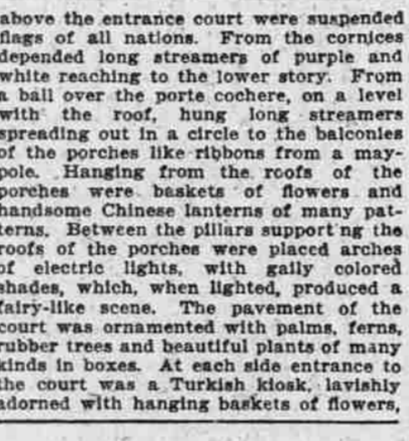 above the entrance court were suspended
flags of all nations. From the cornices
depended long streamers of purple and
white reaching to the lower story. From
a ball over the porte cochere, on a level
with the roof, hung long streamers
spreading out in a circle to the balconies
of the porches like ribbons from a may-
pole. Hanging from the roofs of the
porches were baskets of flowers and
handsome Chinese lanterns of many pat-
terns. Between the pillars support ng the
roofs of the porches were placed arches
of electric lights, with gaily colored
shades, which, when lighted, produced a
fairy-like scene. The pavement of the
court was ornamented with palms, ferns,
rubber trees and beautiful plants of many
kinds in boxes. At each side entrance to
the court was a Turkish kiosk, lavishly
adorned with hanging baskets of flowers,